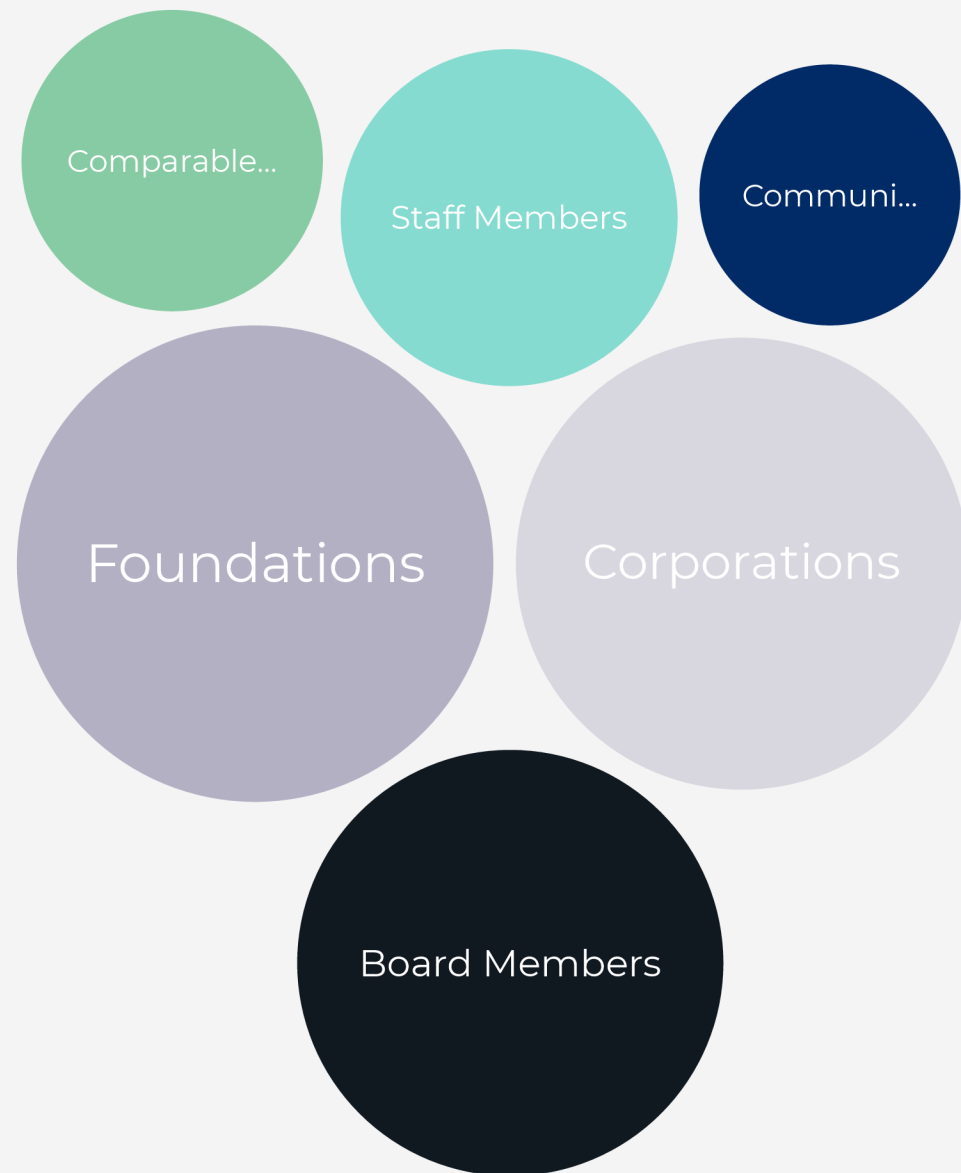 Comparable...
Staff Members
Communi...
Foundations
Corporations
Board Members